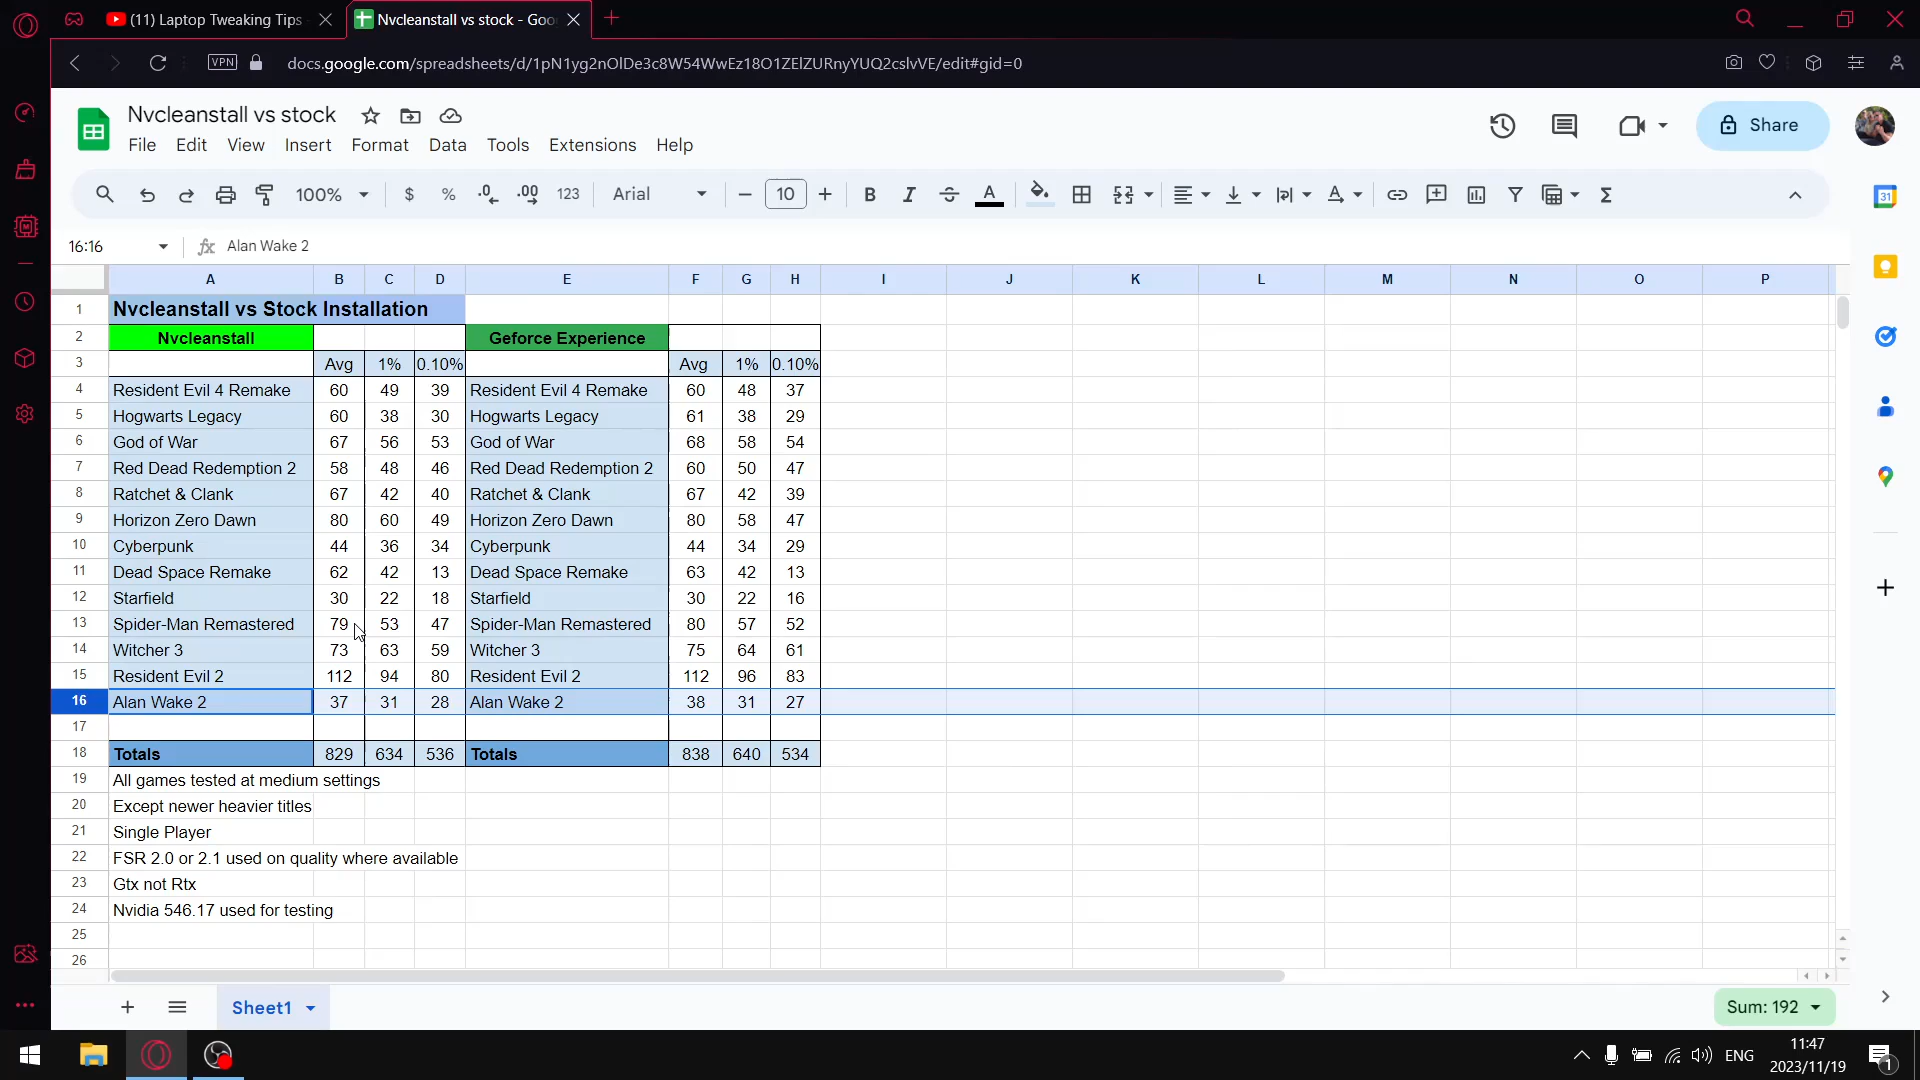 (11) Laptop Tweaking Tips
Nvcleanstall vs stock - Goo
VPN
docs.google.com/spreadsheets/d/1pN1yg2nOlDe3c8W54WwEz18O1ZElZURnyYUQ2cslvVE/edit#gid=0
Nvcleanstall vs stock
File Edit View Insert Format Data Tools Extensions Help
Share
100% $ % .0 .00 123 Arial 10 B I S A Σ
31
16:16 fx Alan Wake 2
A B C D E F G H I J K L M N O P
1 Nvcleanstall vs Stock Installation
2 Nvcleanstall Geforce Experience
3 Avg 1% 0.10% Avg 1% 0.10%
4 Resident Evil 4 Remake 60 49 39 Resident Evil 4 Remake 60 48 37
5 Hogwarts Legacy 60 38 30 Hogwarts Legacy 61 38 29
6 God of War 67 56 53 God of War 68 58 54
7 Red Dead Redemption 2 58 48 46 Red Dead Redemption 2 60 50 47
8 Ratchet & Clank 67 42 40 Ratchet & Clank 67 42 39
9 Horizon Zero Dawn 80 60 49 Horizon Zero Dawn 80 58 47
10 Cyberpunk 44 36 34 Cyberpunk 44 34 29
11 Dead Space Remake 62 42 13 Dead Space Remake 63 42 13
12 Starfield 30 22 18 Starfield 30 22 16
13 Spider-Man Remastered 79 53 47 Spider-Man Remastered 80 57 52
14 Witcher 3 73 63 59 Witcher 3 75 64 61
15 Resident Evil 2 112 94 80 Resident Evil 2 112 96 83
16 Alan Wake 2 37 31 28 Alan Wake 2 38 31 27
17
18 Totals 829 634 536 Totals 838 640 534
19 All games tested at medium settings
20 Except newer heavier titles
21 Single Player
22 FSR 2.0 or 2.1 used on quality where available
23 Gtx not Rtx
24 Nvidia 546.17 used for testing
25
26
Sheet1
Sum: 192
ENG
11:47
2023/11/19
1